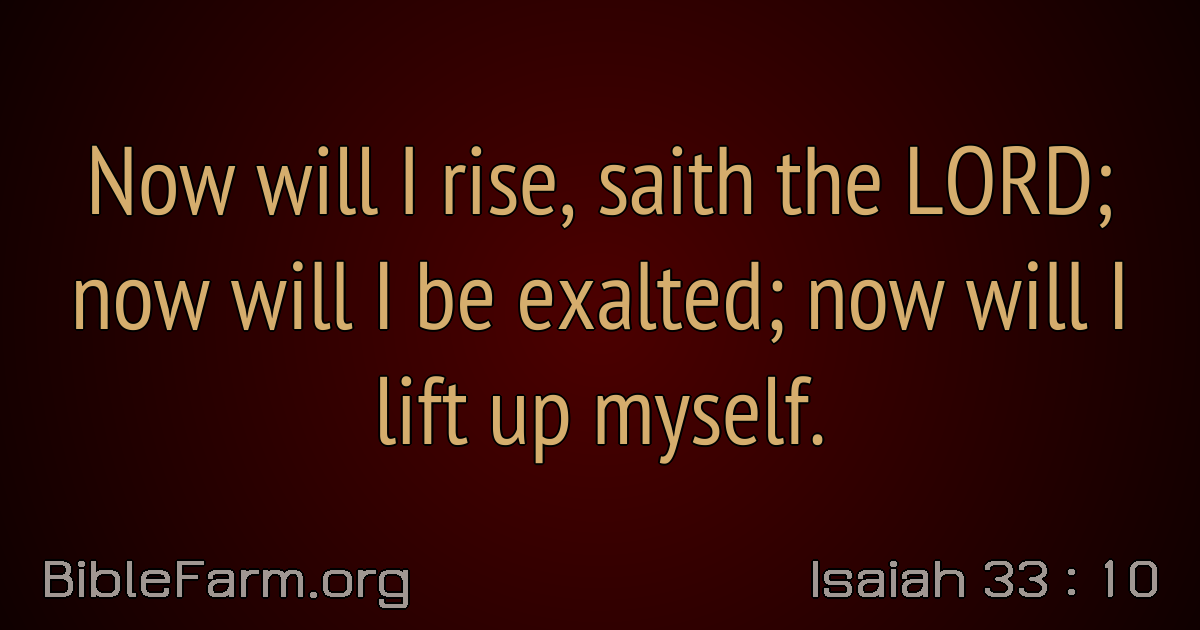 Now will I rise, saith the LORD;
now will I be exalted; now will I
lift up myself.
BibleFarm.org
Isaiah 33 : 10